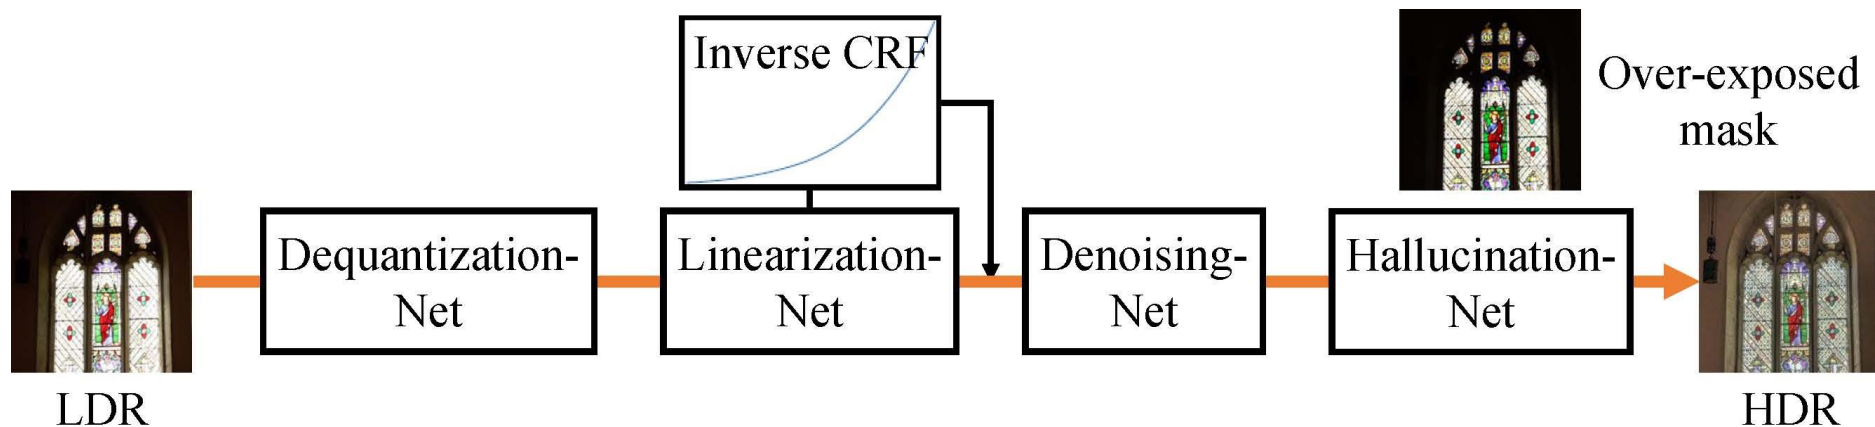 Inverse CRF
Over-exposed
mask
Dequantization-
Net
Linearization-
Net
Denoising-
Net
Hallucination-
Net
LDR
HDR